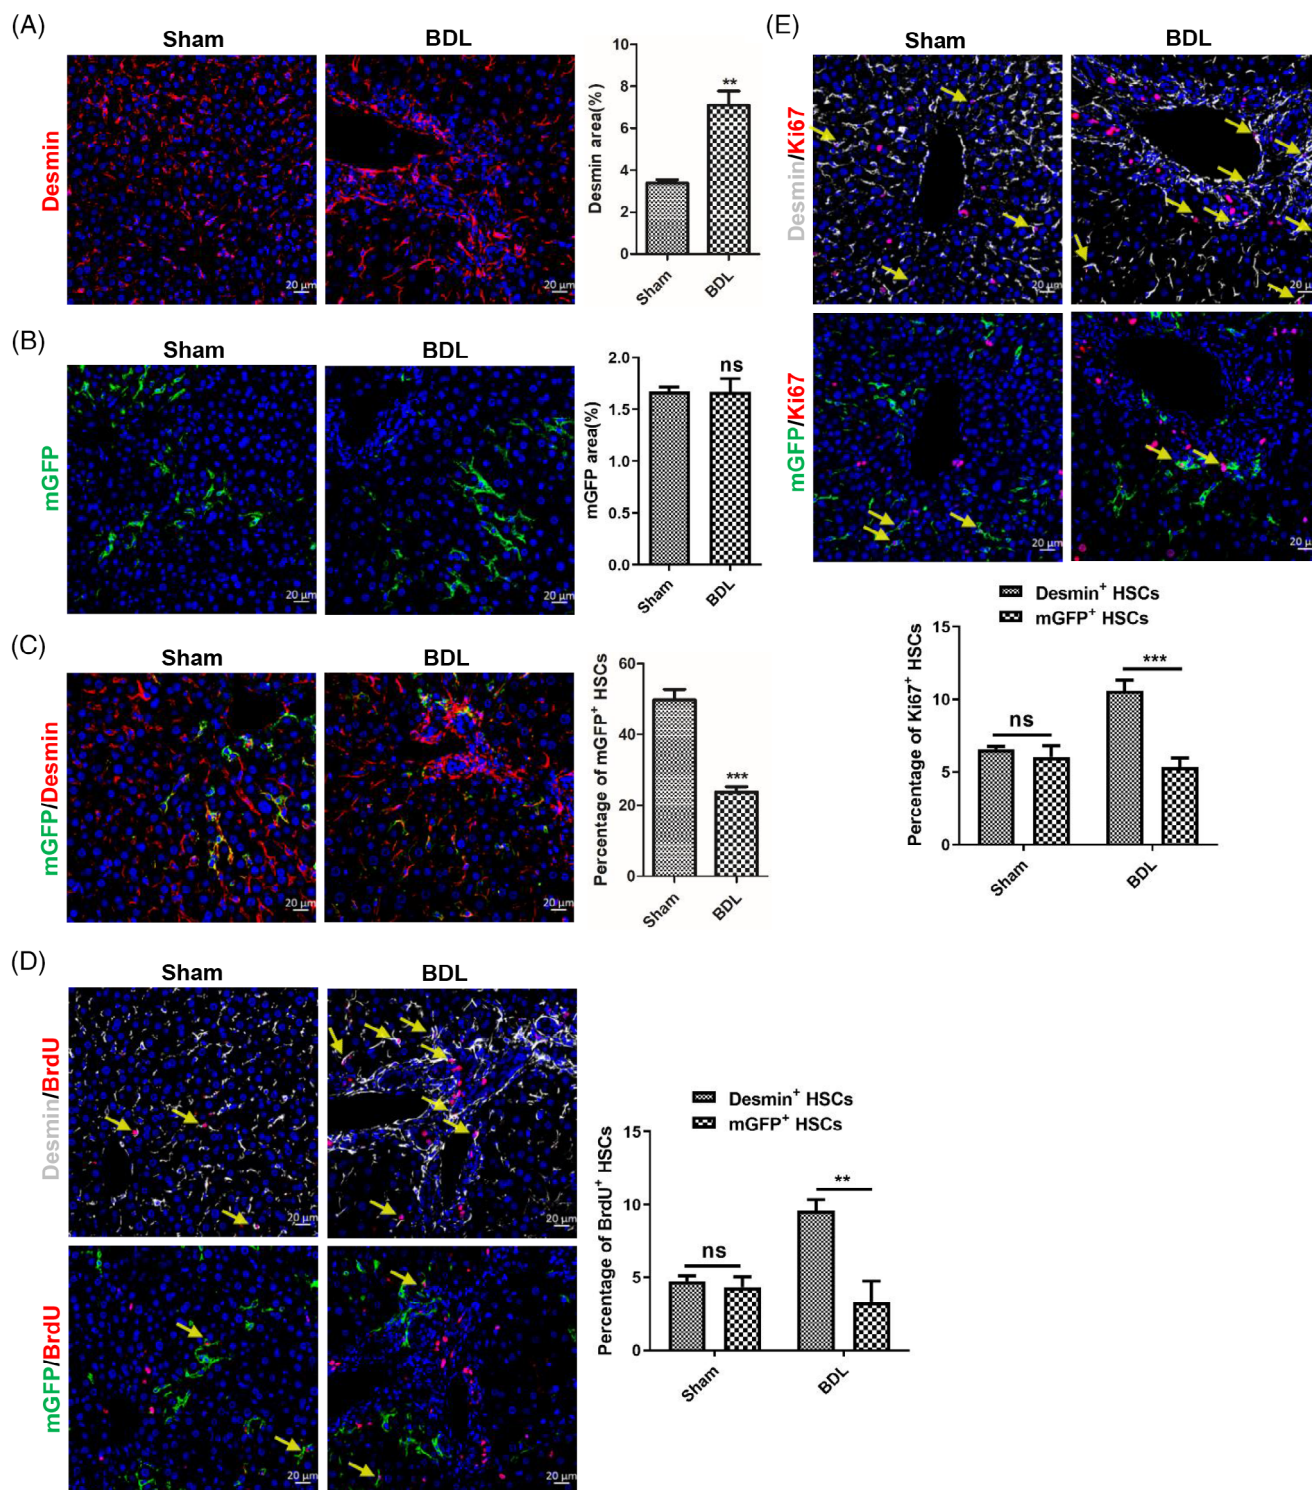 (A)
Sham
BDL
Desmin
20 µm
20 µm
Desmin area(%)
10
8
6
4
2
0
**
Sham
BDL
(B)
Sham
BDL
mGFP
20 µm
20 µm
mGFP area(%)
2.0
1.5
1.0
0.5
0.0
ns
Sham
BDL
(C)
Sham
BDL
mGFP/Desmin
20 µm
20 µm
Percentage of mGFP+ HSCs
60
40
20
0
***
Sham
BDL
(D)
Sham
BDL
Desmin/BrdU
20 µm
20 µm
mGFP/BrdU
20 µm
20 µm
Desmin+ HSCs
mGFP+ HSCs
Percentage of BrdU+ HSCs
15
10
5
0
ns
**
Sham
BDL
(E)
Sham
BDL
Desmin/Ki67
20 µm
20 µm
mGFP/Ki67
20 µm
20 µm
Desmin+ HSCs
mGFP+ HSCs
Percentage of Ki67+ HSCs
15
10
5
0
ns
***
Sham
BDL